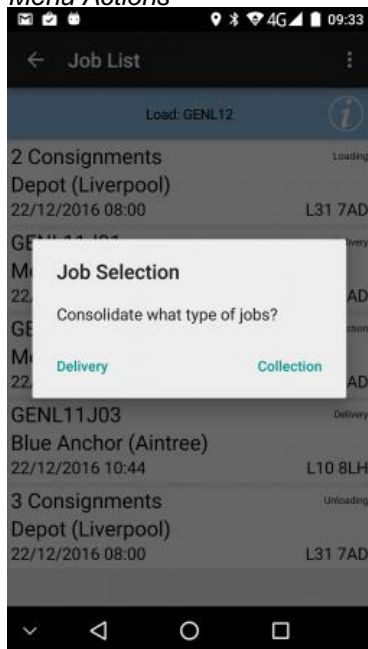 Menu Actions
4G 09:33
Job List
Load: GENL12
i
2 Consignments Loading
Depot (Liverpool)
22/12/2016 08:00 L31 7AD
Job Selection
Consolidate what type of jobs?
Delivery Collection
GENL11J03 Delivery
Blue Anchor (Aintree)
22/12/2016 10:44 L10 8LH
3 Consignments Unloading
Depot (Liverpool)
22/12/2016 08:00 L31 7AD